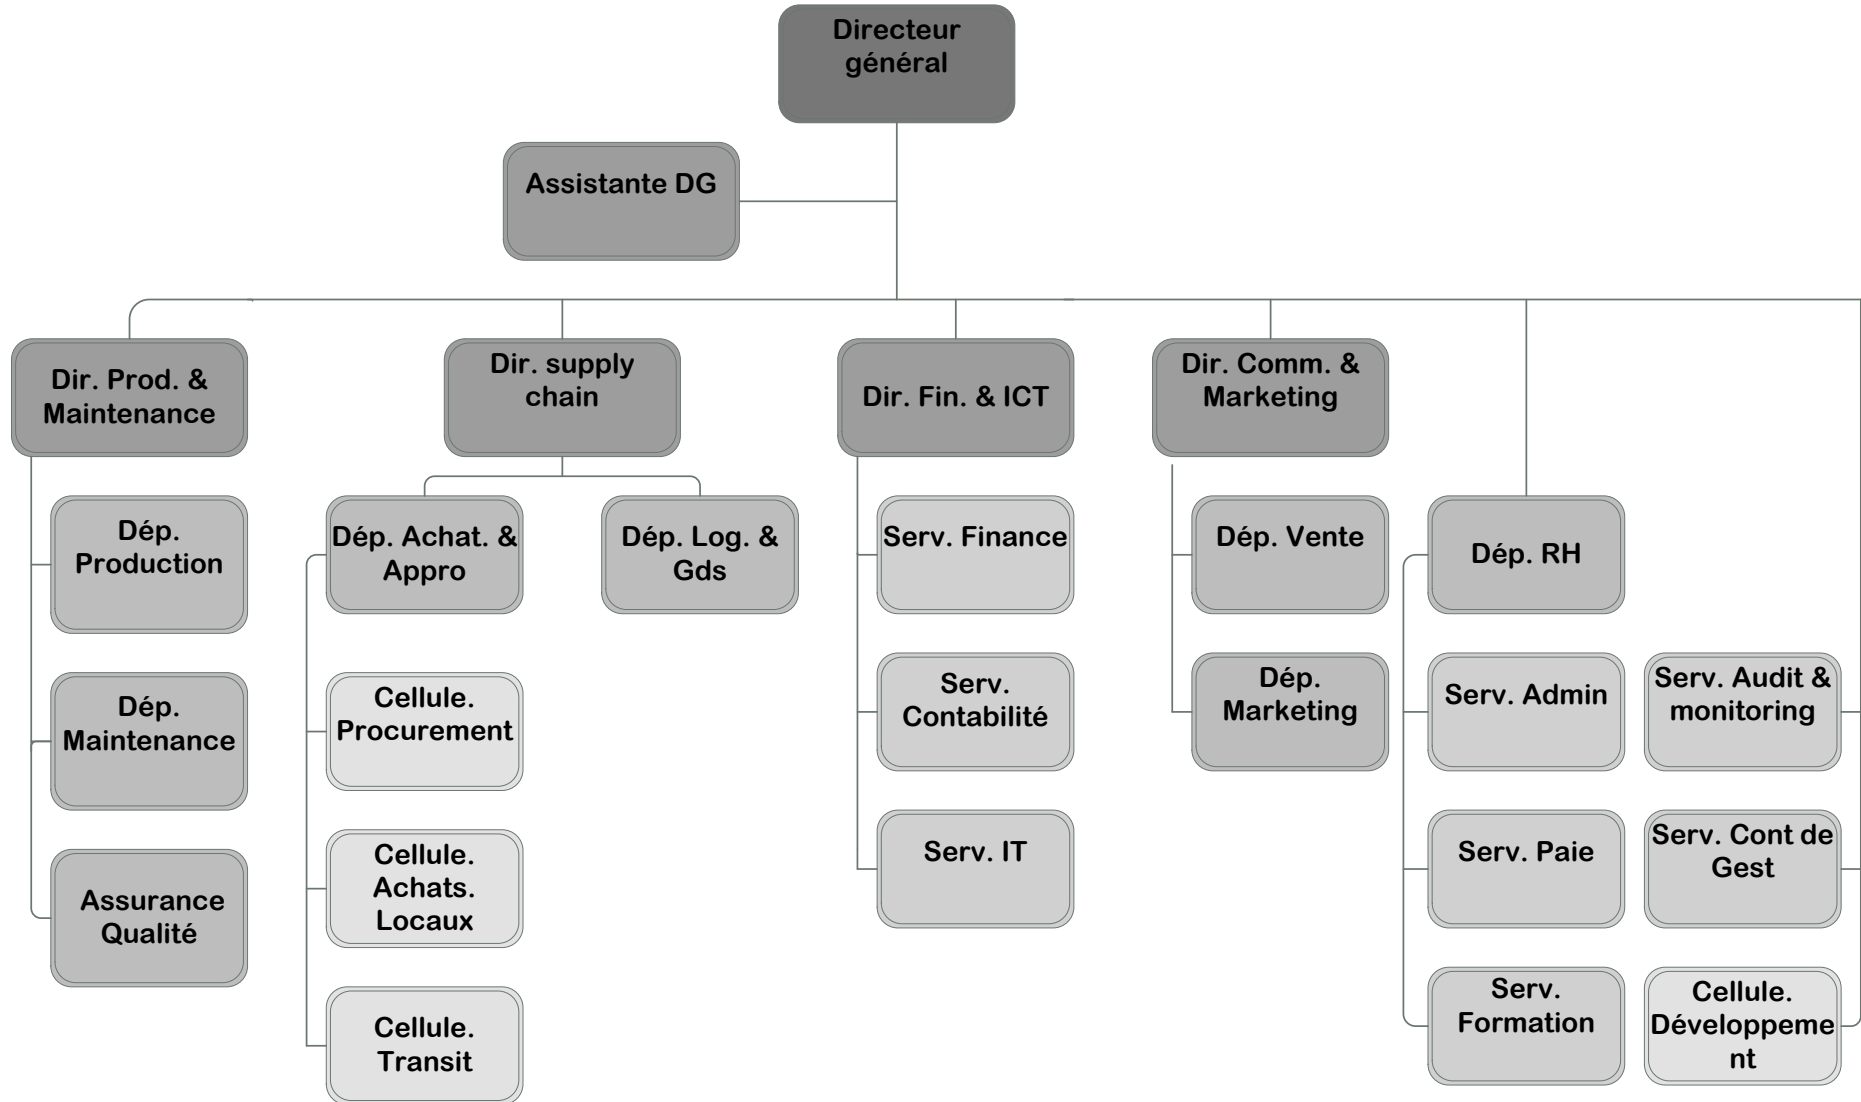 Directeur
général
Assistante DG
Dir. Prod. &
Maintenance
Dir. supply
chain
Dir. Fin. & ICT
Dir. Comm. &
Marketing
Dép.
Production
Dép. Achat. &
Appro
Dép. Log. &
Gds
Serv. Finance
Dép. Vente
Dép. RH
Dép.
Maintenance
Cellule.
Procurement
Serv.
Contabilité
Dép.
Marketing
Serv. Admin
Serv. Audit &
monitoring
Assurance
Qualité
Cellule.
Achats.
Locaux
Serv. IT
Serv. Paie
Serv. Cont de
Gest
Cellule.
Transit
Serv.
Formation
Cellule.
Développeme
nt